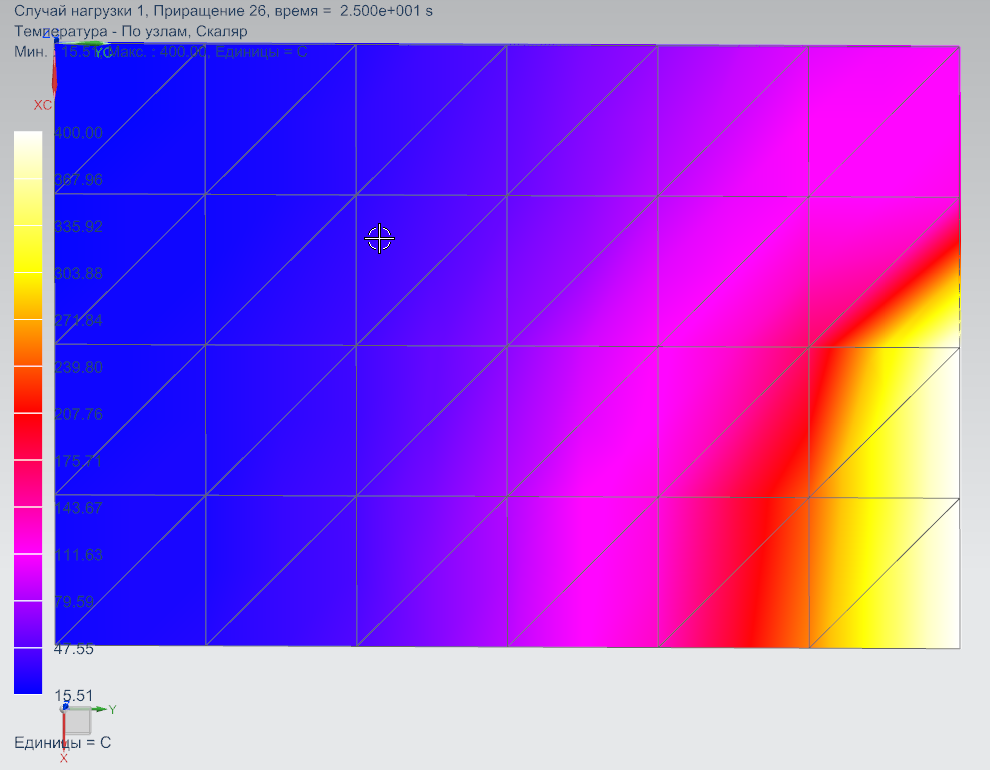 Случай нагрузки 1, Приращение 26, время = 2.500e+001 s
Температура - По узлам, Скаляр
Мин. : 15.51, Макс. : 400.00, Единицы = C
YC
XC
400.00
367.96
335.92
303.88
271.84
239.80
207.76
175.71
143.67
111.63
79.59
47.55
15.51
Y
Единицы = C
X